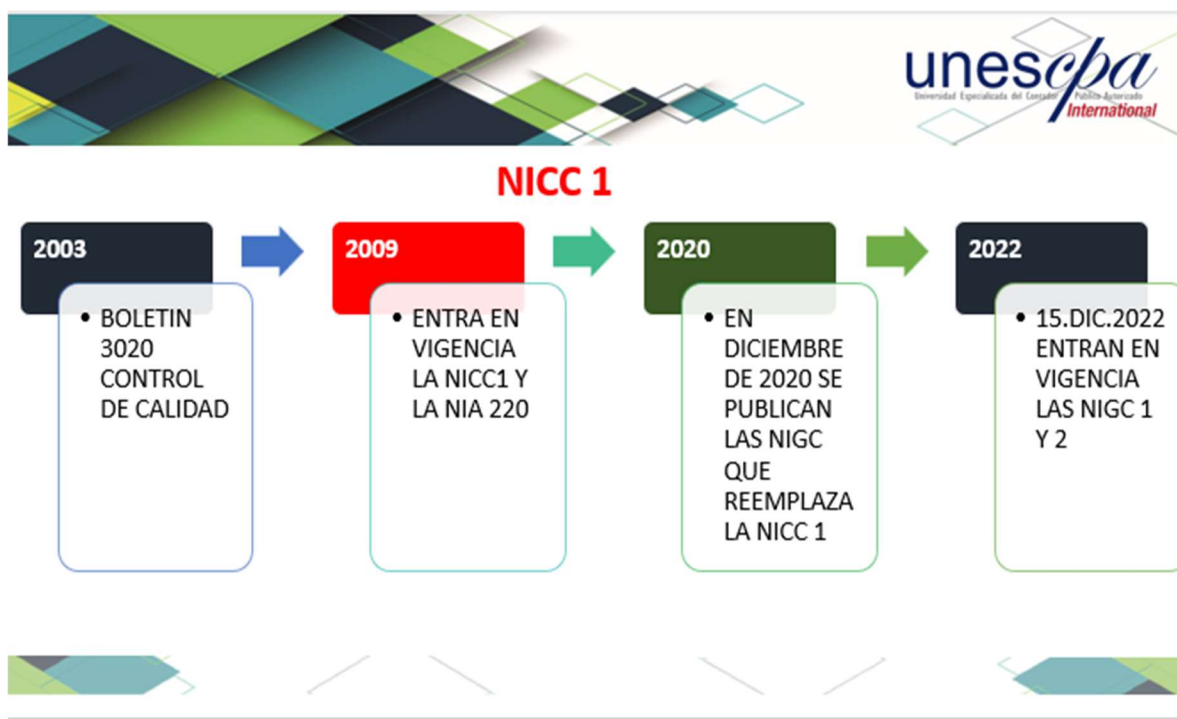 unescpa
Universidad Especializada del Contador Público Autorizado
International
NICC 1
2003
• BOLETIN
3020
CONTROL
DE CALIDAD
2009
• ENTRA EN
VIGENCIA
LA NICC1 Y
LA NIA 220
2020
• EN
DICIEMBRE
DE 2020 SE
PUBLICAN
LAS NIGC
QUE
REEMPLAZA
LA NICC 1
2022
• 15.DIC.2022
ENTRAN EN
VIGENCIA
LAS NIGC 1
Y 2